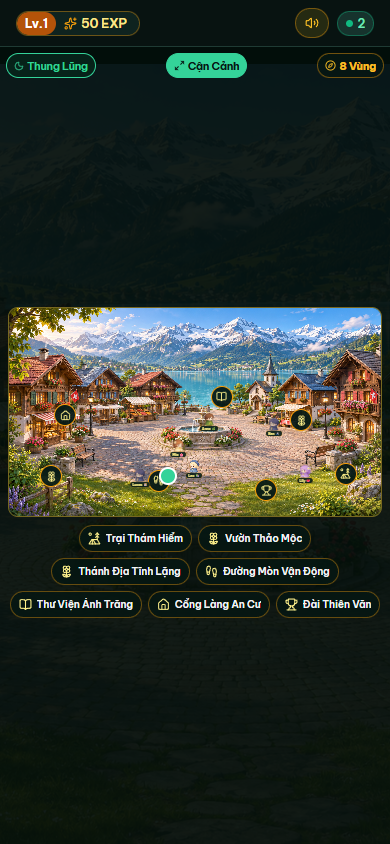 Lv.1 50 EXP 2
Thung Lũng Cận Cảnh 8 Vùng
Trại Thám Hiểm Vườn Thảo Mộc
Thánh Địa Tĩnh Lặng Đường Mòn Vận Động
Thư Viện Ánh Trăng Cổng Làng An Cư Đài Thiên Văn